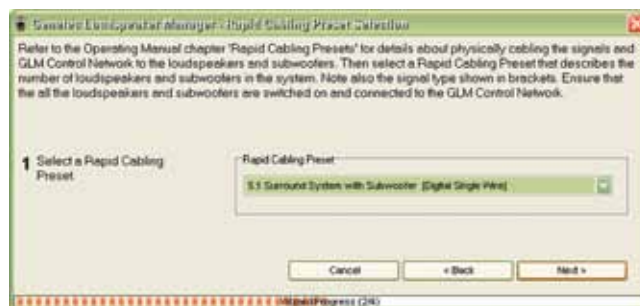 Genelec Loudspeaker Manager - Rapid Cabling Preset Selection
Refer to the Operating Manual chapter 'Rapid Cabling Presets' for details about physically cabling the signals and
GLM Control Network to the loudspeakers and subwoofers. Then select a Rapid Cabling Preset that describes the
number of loudspeakers and subwoofers in the system. Note also the signal type shown in brackets. Ensure that
the all the loudspeakers and subwoofers are switched on and connected to the GLM Control Network.
1 Select a Rapid Cabling
Preset
Rapid Cabling Preset
5.1 Surround System with Subwoofer (Digital Single Wire)
Cancel
< Back
Next >
Wizard Progress (2/4)